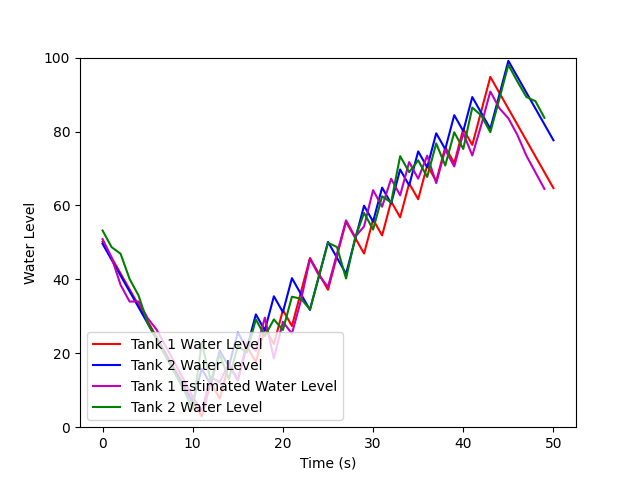 100
80
60
40
20
0
Water Level
Tank 1 Water Level
Tank 2 Water Level
Tank 1 Estimated Water Level
Tank 2 Water Level
0 10 20 30 40 50
Time (s)